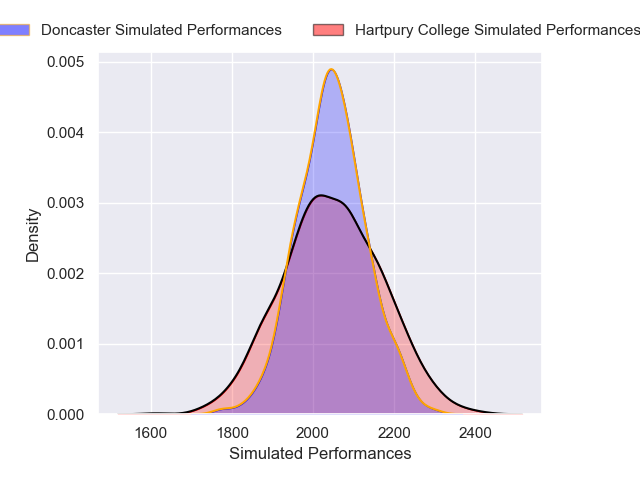 Doncaster Simulated Performances Hartpury College Simulated Performances
0.005
0.004
0.003
0.002
0.001
0.000
Density
1600 1800 2000 2200 2400
Simulated Performances